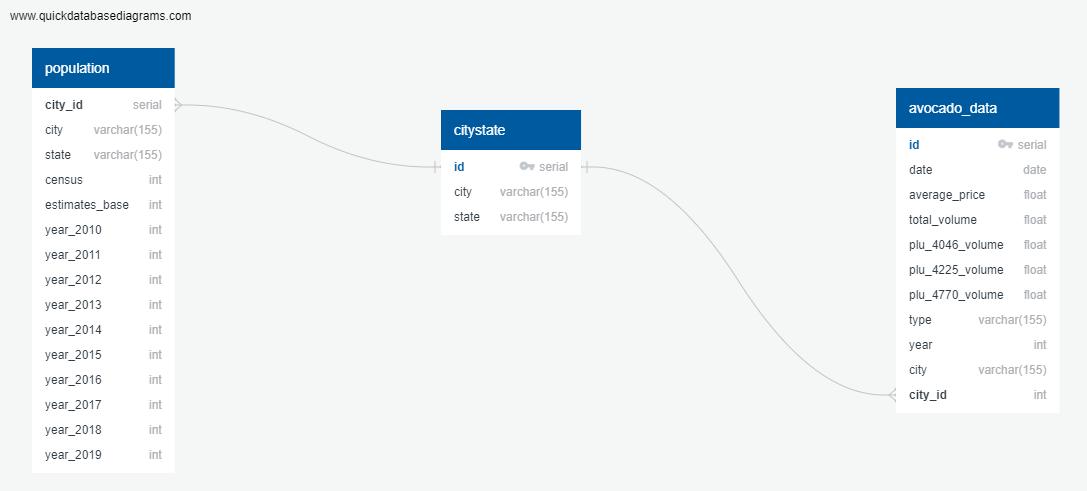 www.quickdatabasediagrams.com
population
city_id serial
city varchar(155)
state varchar(155)
census int
estimates_base int
year_2010 int
year_2011 int
year_2012 int
year_2013 int
year_2014 int
year_2015 int
year_2016 int
year_2017 int
year_2018 int
year_2019 int
citystate
id serial
city varchar(155)
state varchar(155)
avocado_data
id serial
date date
average_price float
total_volume float
plu_4046_volume float
plu_4225_volume float
plu_4770_volume float
type varchar(155)
year int
city varchar(155)
city_id int